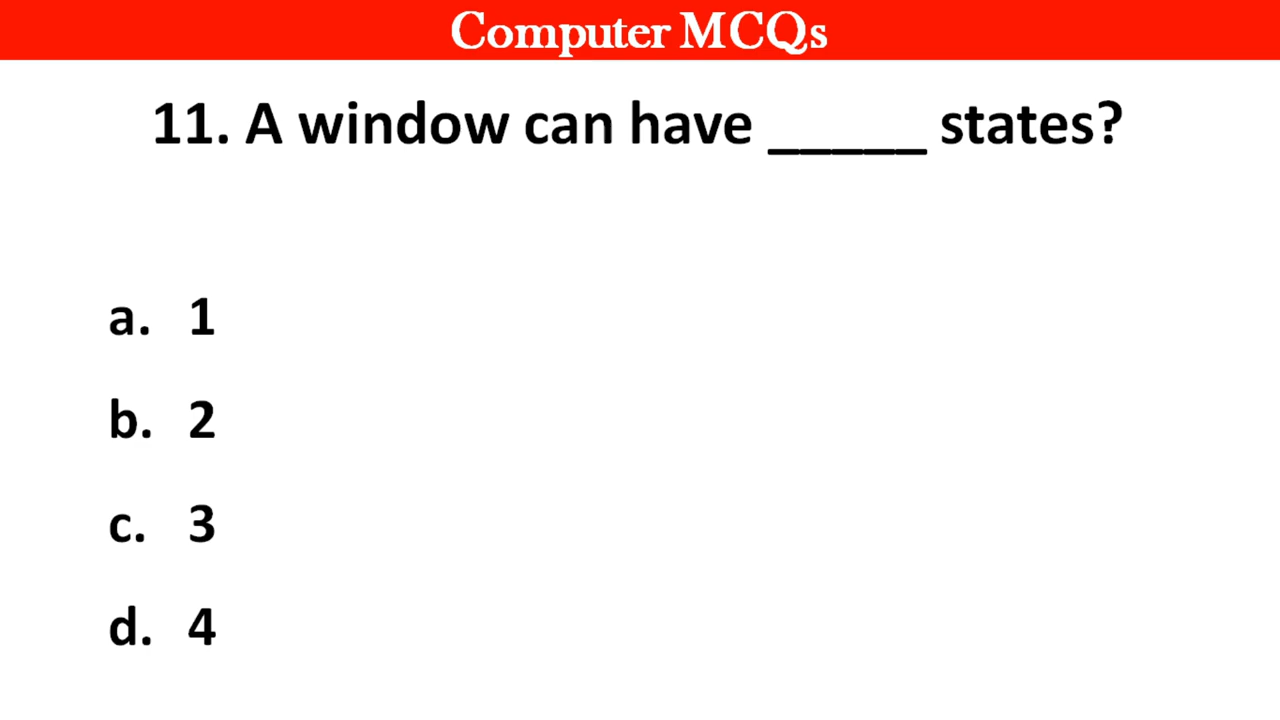 Computer MCQs
11. A window can have _____ states?
a. 1
b. 2
c. 3
d. 4